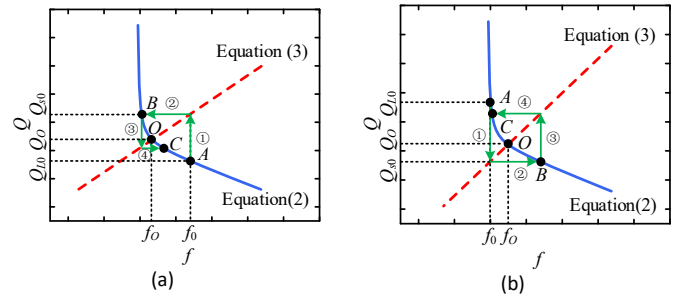 Equation (3)
B
②
Q_{s0}
Q
③
O
①
Q_O
④
C
A
Q_{L0}
Equation(2)
f_O
f_0
f
(a)
Equation (3)
Q_{L0}
A
④
Q
C
①
③
Q_O
O
②
B
Q_{s0}
Equation(2)
f_0
f_O
f
(b)